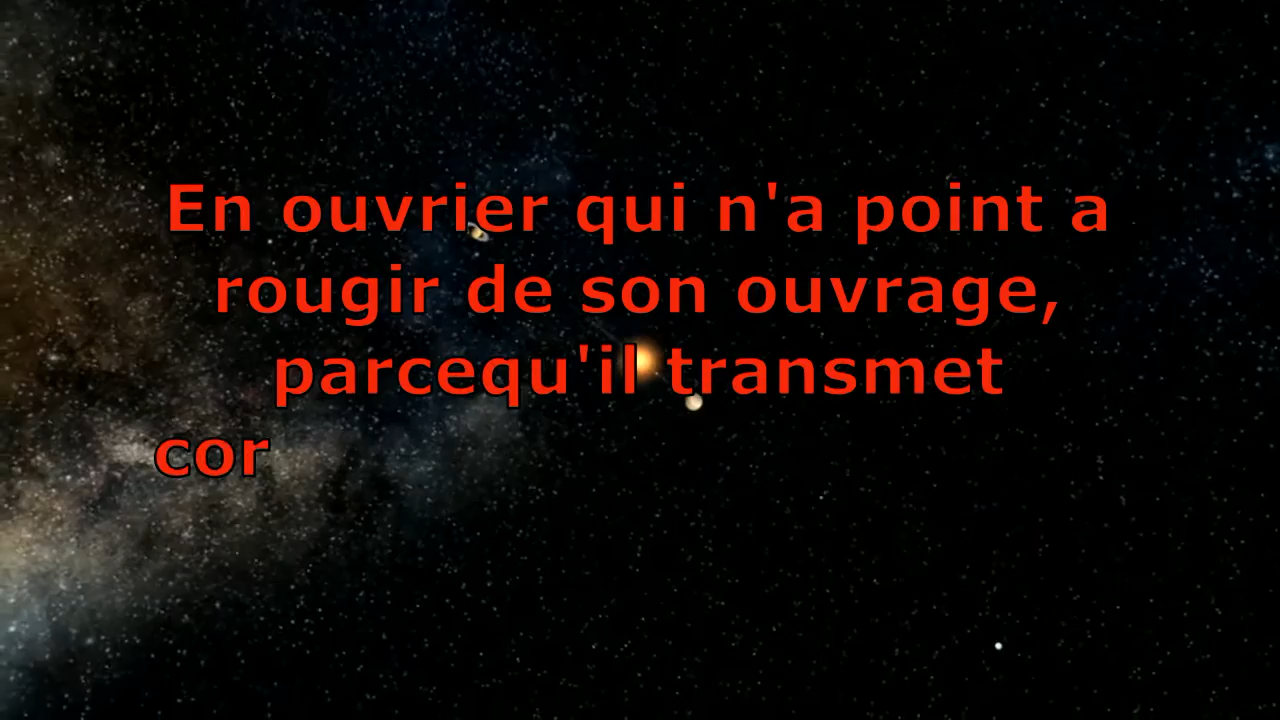 En ouvrier qui n'a point a
rougir de son ouvrage,
parcequ'il transmet
cor